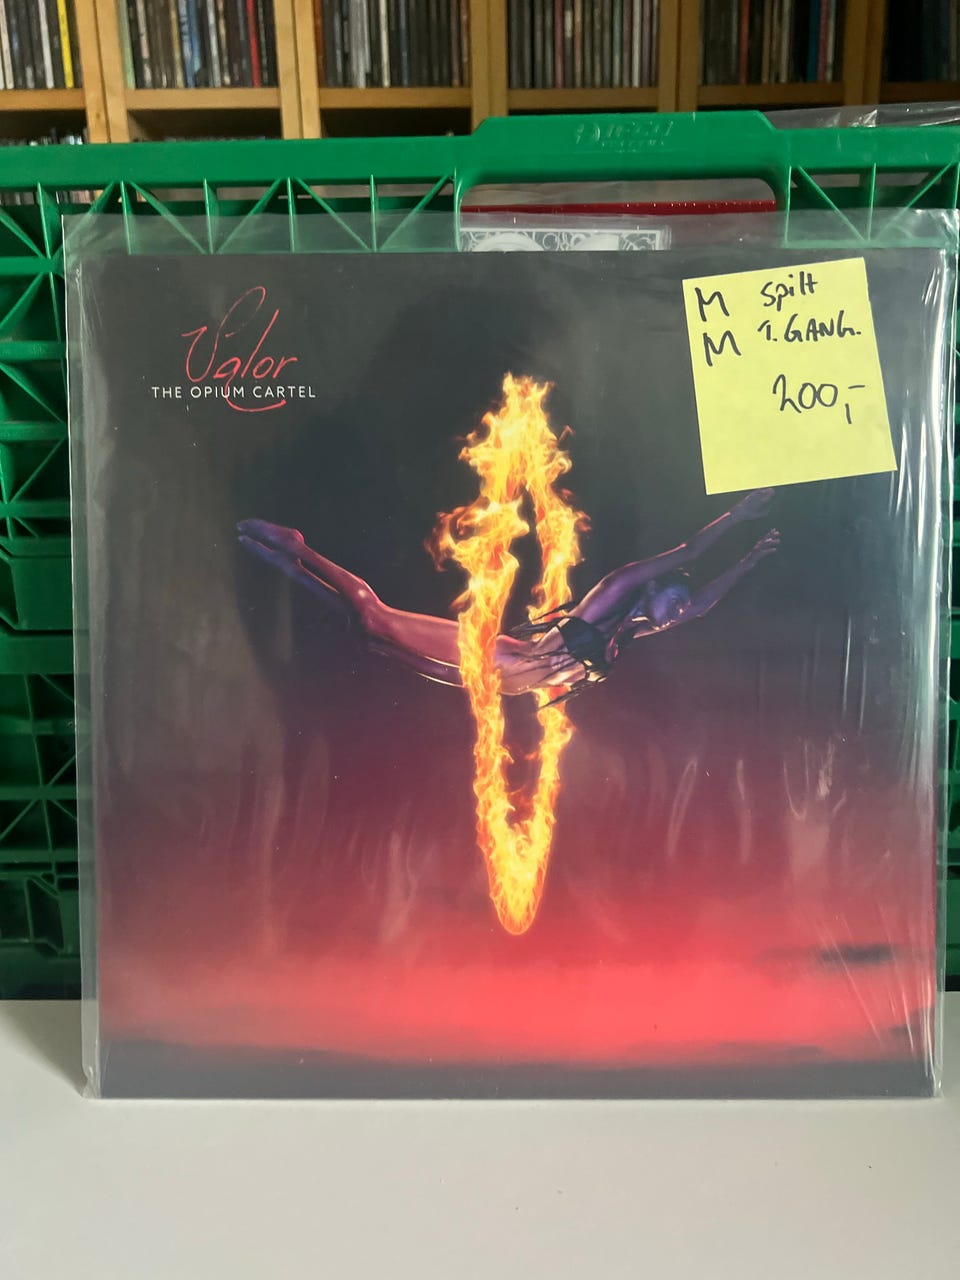 Valor
THE OPIUM CARTEL
M spilt
M 1. GANG.
200,-